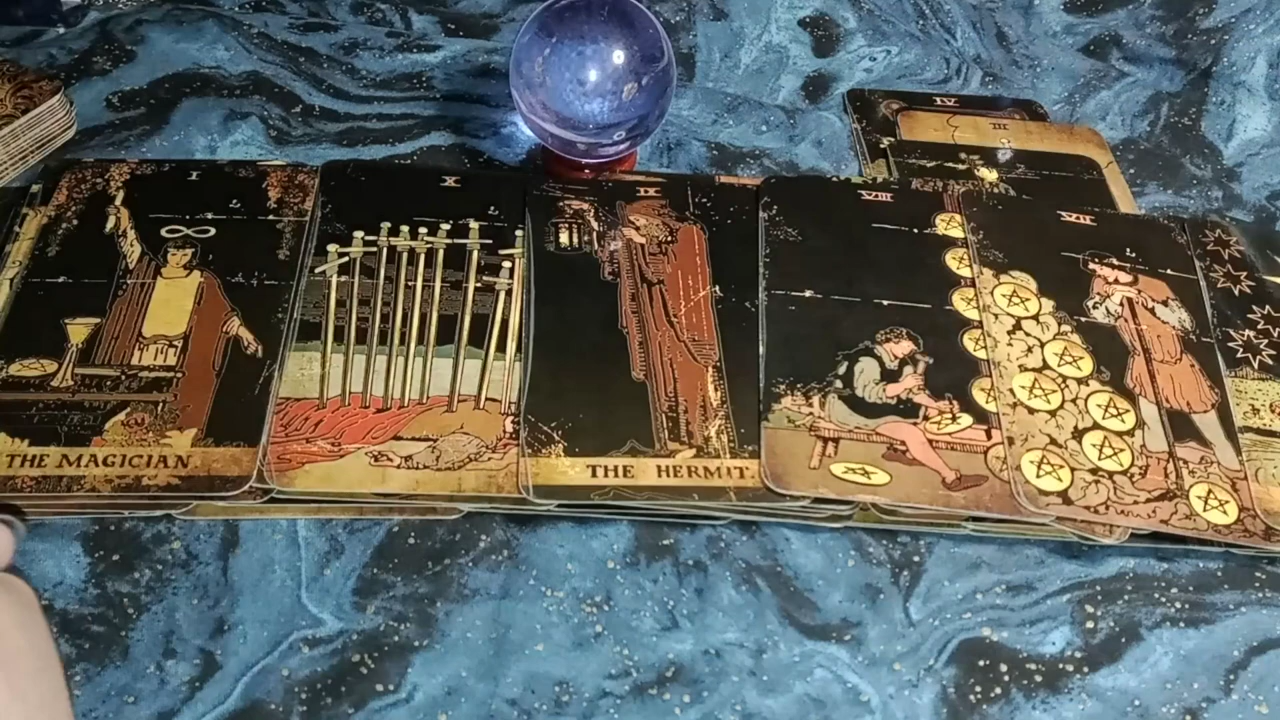 IV
III
I
X
IX
VIII
VII
THE MAGICIAN.
THE HERMIT.